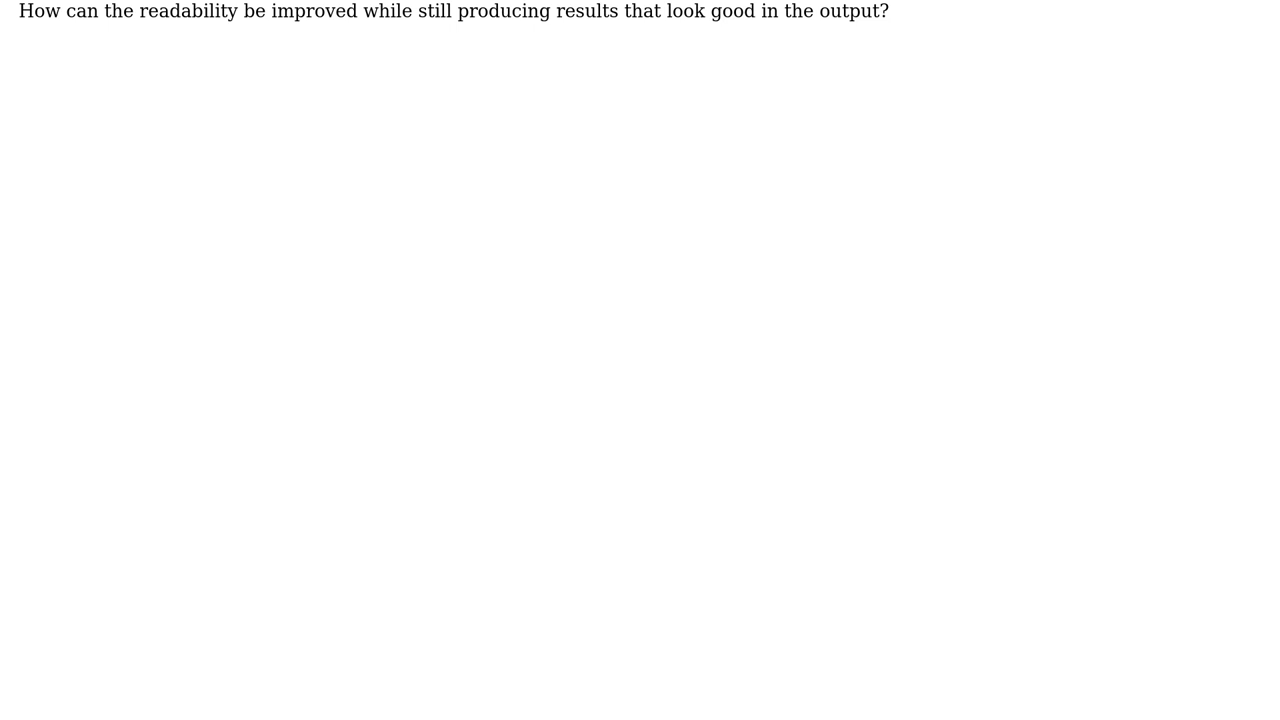 How can the readability be improved while still producing results that look good in the output?